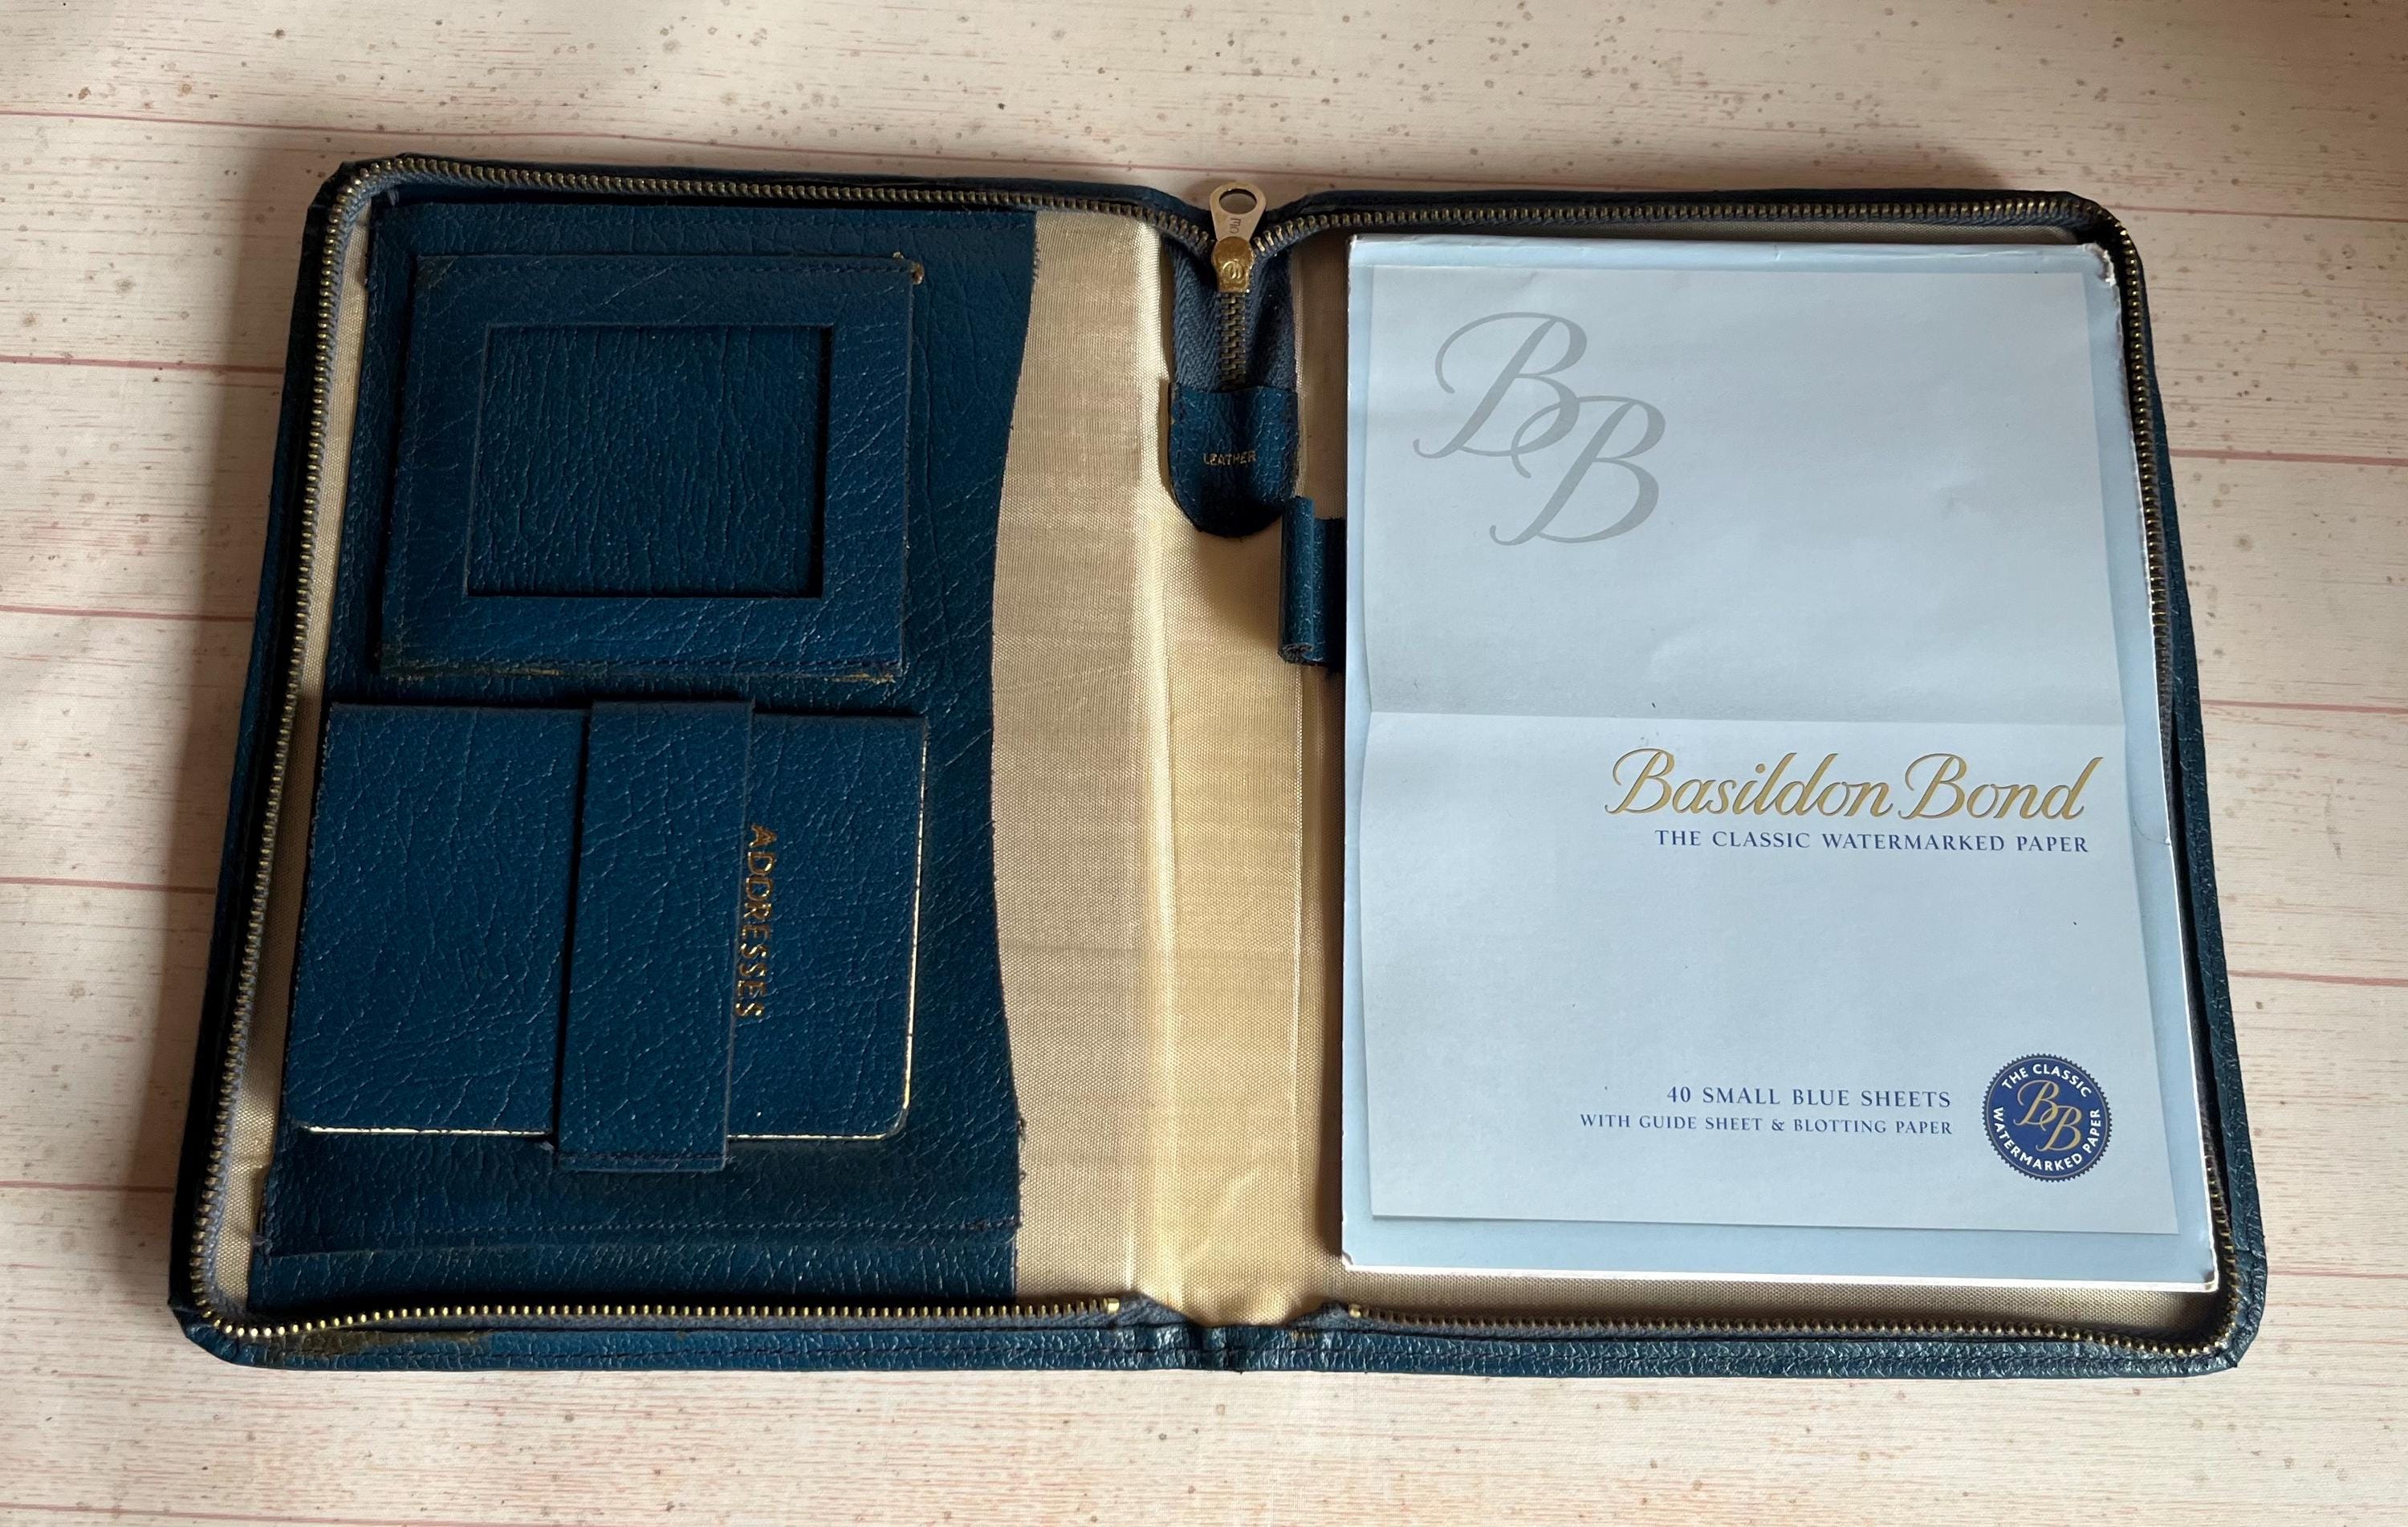 LEATHER
ADDRESSES
BB
Basildon Bond
THE CLASSIC WATERMARKED PAPER
40 SMALL BLUE SHEETS
WITH GUIDE SHEET & BLOTTING PAPER
THE CLASSIC
BB
WATERMARKED PAPER